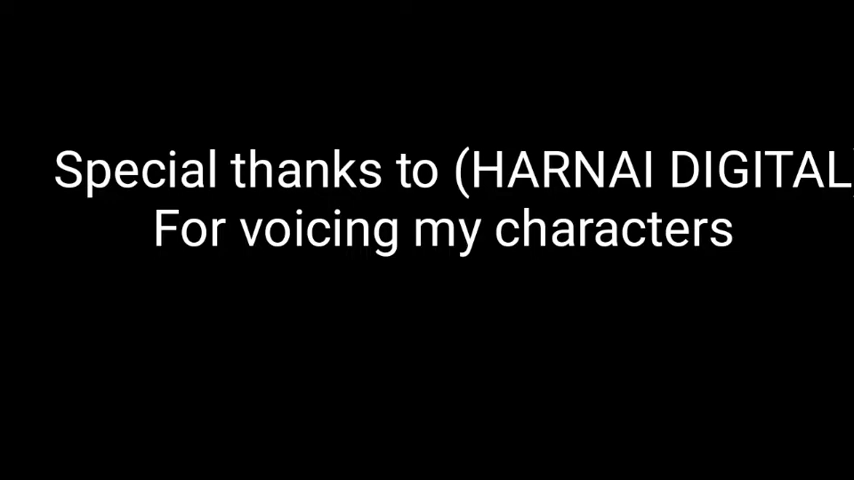 Special thanks to (HARNAI DIGITAL)
For voicing my characters